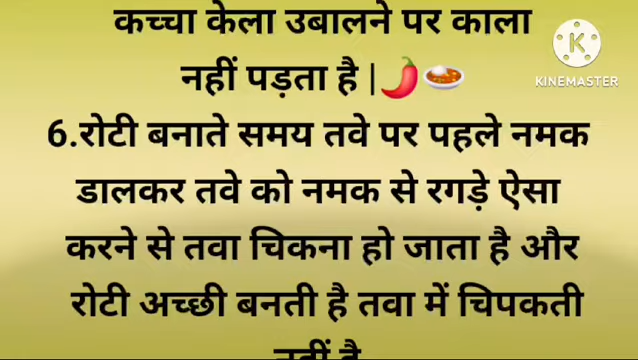 कच्चा केला उबालने पर काला
नहीं पड़ता है |🌶️🍛
KINEMASTER
6.रोटी बनाते समय तवे पर पहले नमक
डालकर तवे को नमक से रगड़े ऐसा
करने से तवा चिकना हो जाता है और
रोटी अच्छी बनती है तवा में चिपकती
नहीं है